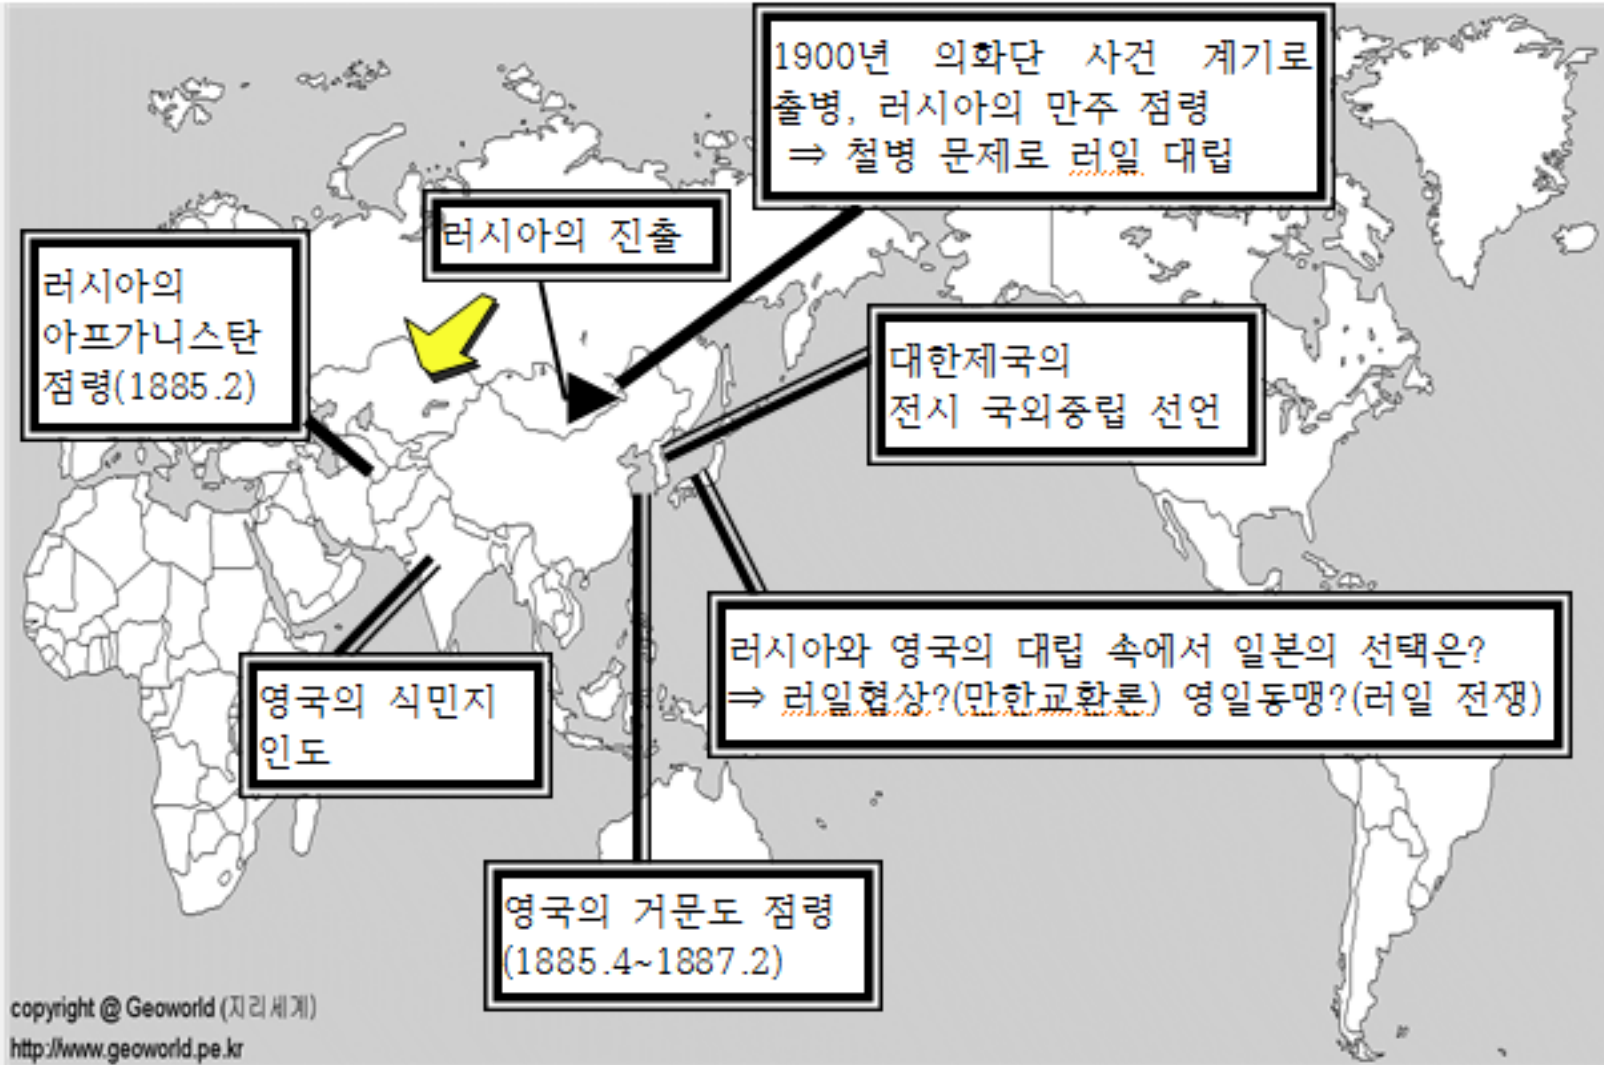 1900년 의화단 사건 계기로
출병, 러시아의 만주 점령
⇒ 철병 문제로 러일 대립
러시아의 진출
러시아의
아프가니스탄
점령(1885.2)
대한제국의
전시 국외중립 선언
러시아와 영국의 대립 속에서 일본의 선택은?
⇒ 러일협상?(만한교환론) 영일동맹?(러일 전쟁)
영국의 식민지
인도
영국의 거문도 점령
(1885.4~1887.2)
copyright @ Geoworld (지리세계)
http://www.geoworld.pe.kr